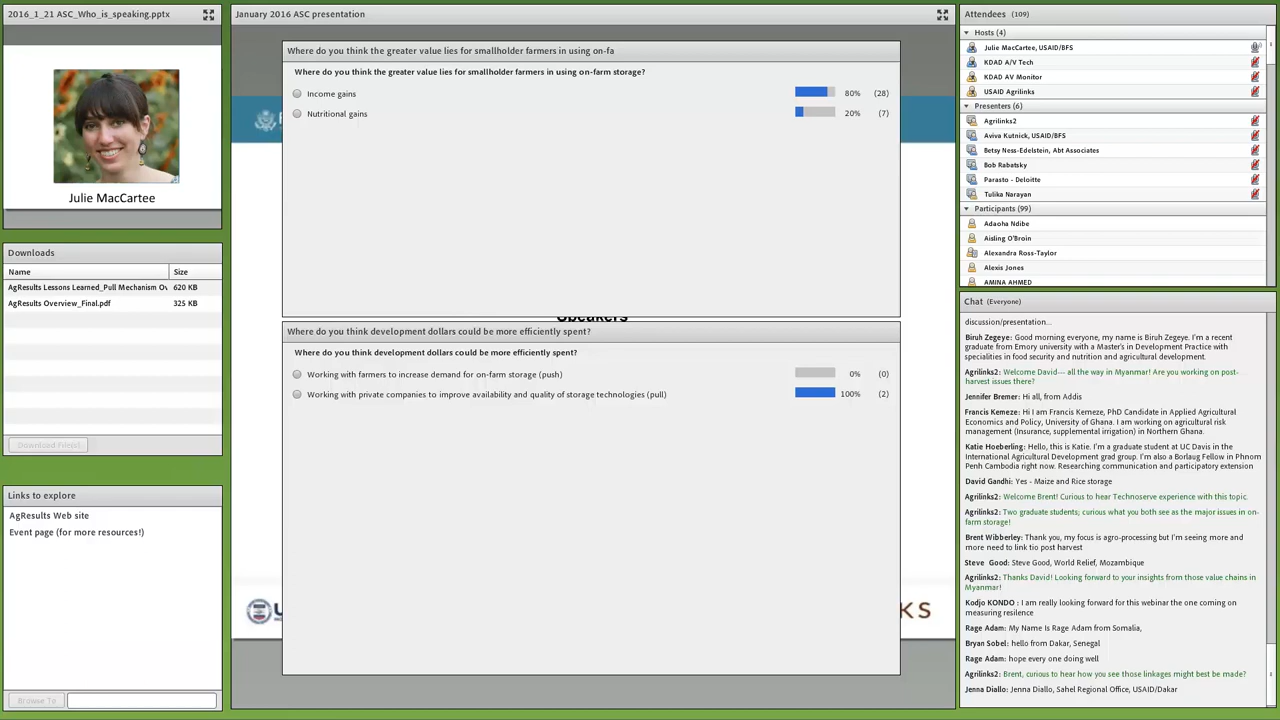 2016_1_21 ASC_Who_is_speaking.pptx
Julie MacCartee
Downloads
Name Size
AgResults Lessons Learned_Pull Mechanism Ov 620 KB
AgResults Overview_Final.pdf 325 KB
Download File(s)
Links to explore
AgResults Web site
Event page (for more resources!)
Browse To
January 2016 ASC presentation
Where do you think the greater value lies for smallholder farmers in using on-fa
Where do you think the greater value lies for smallholder farmers in using on-farm storage?
Income gains 80% (28)
Nutritional gains 20% (7)
Speakers
Where do you think development dollars could be more efficiently spent?
Where do you think development dollars could be more efficiently spent?
Working with farmers to increase demand for on-farm storage (push) 0% (0)
Working with private companies to improve availability and quality of storage technologies (pull) 100% (2)
KS
Attendees (109)
Hosts (4)
Julie MacCartee, USAID/BFS
KDAD A/V Tech
KDAD AV Monitor
USAID Agrilinks
Presenters (6)
Agrilinks2
Aviva Kutnick, USAID/BFS
Betsy Ness-Edelstein, Abt Associates
Bob Rabatsky
Parasto - Deloitte
Tulika Narayan
Participants (99)
Adaoha Ndibe
Aisling O'Broin
Alexandra Ross-Taylor
Alexis Jones
AMINA AHMED
Chat (Everyone)
discussion/presentation...
Biruh Zegeye: Good morning everyone, my name is Biruh Zegeye. I'm a recent
graduate from Emory university with a Master's in Development Practice with
specialities in food security and nutrition and agricultural development.
Agrilinks2: Welcome David--- all the way in Myanmar! Are you working on post-
harvest issues there?
Jennifer Bremer: Hi all, from Addis
Francis Kemeze: Hi I am Francis Kemeze, PhD Candidate in Applied Agricultural
Economics and Policy, University of Ghana. I am working on agricultural risk
management (Insurance, supplemental irrigation) in Northern Ghana.
Katie Hoeberling: Hello, this is Katie. I'm a graduate student at UC Davis in the
International Agricultural Development grad group. I'm also a Borlaug Fellow in Phnom
Penh Cambodia right now. Researching communication and participatory extension
David Gandhi: Yes - Maize and Rice storage
Agrilinks2: Welcome Brent! Curious to hear Technoserve experience with this topic.
Agrilinks2: Two graduate students; curious what you both see as the major issues in on-
farm storage!
Brent Wibberley: Thank you, my focus is agro-processing but I'm seeing more and
more need to link tio post harvest
Steve Good: Steve Good, World Relief, Mozambique
Agrilinks2: Thanks David! Looking forward to your insights from those value chains in
Myanmar!
Kodjo KONDO : I am really looking forward for this webinar the one coming on
measuring resilence
Rage Adam: My Name Is Rage Adam from Somalia,
Bryan Sobel: hello from Dakar, Senegal
Rage Adam: hope every one doing well
Agrilinks2: Brent, curious to hear how you see those linkages might best be made?
Jenna Diallo: Jenna Diallo, Sahel Regional Office, USAID/Dakar